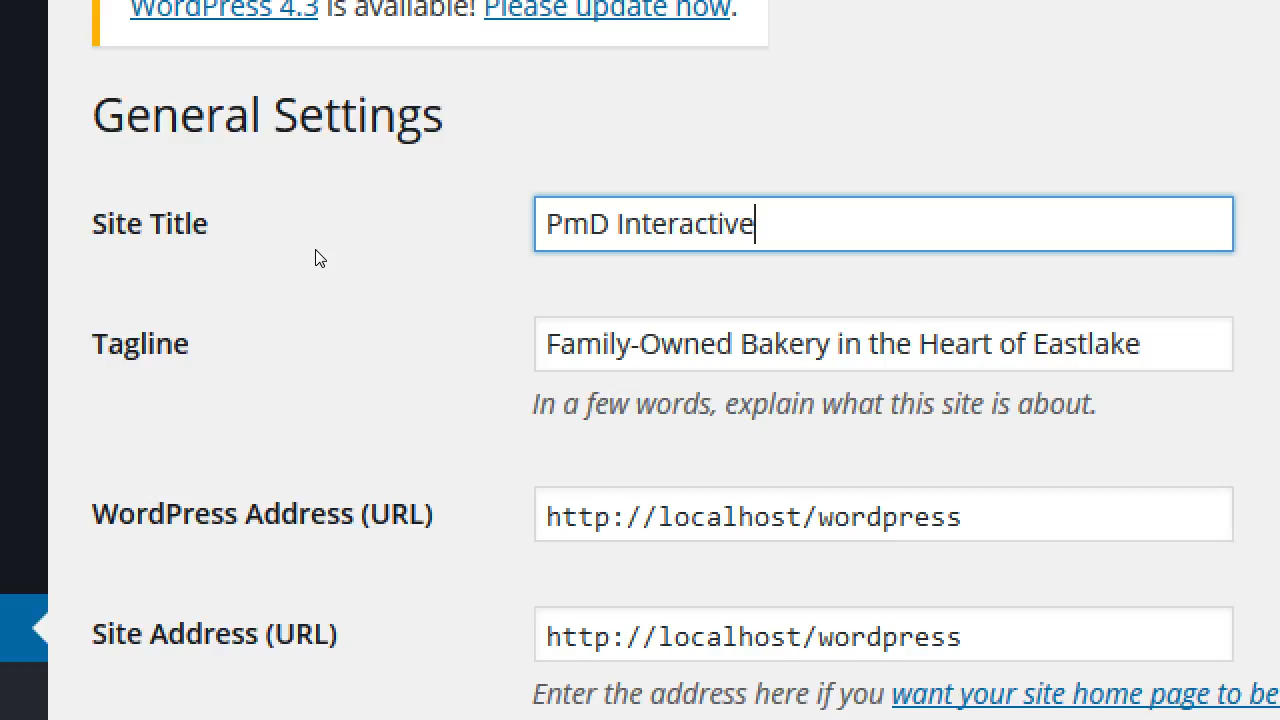 WordPress 4.3 is available! Please update now.
General Settings
Site Title
PmD Interactive
Tagline
Family-Owned Bakery in the Heart of Eastlake
In a few words, explain what this site is about.
WordPress Address (URL)
http://localhost/wordpress
Site Address (URL)
http://localhost/wordpress
Enter the address here if you want your site home page to be